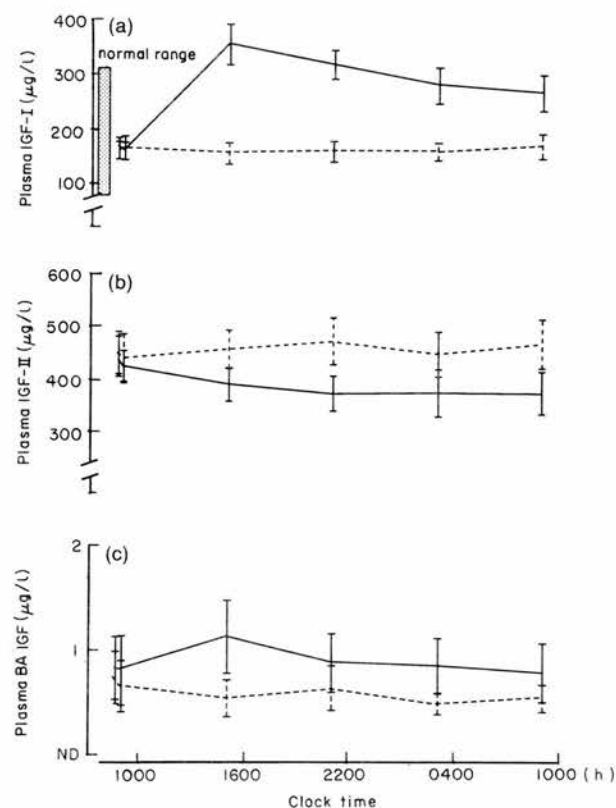 (a)
normal range
Plasma IGF-I (µg/l)
400
300
200
100
(b)
Plasma IGF-II (µg/l)
600
500
400
300
(c)
Plasma BA IGF (µg/l)
2
1
ND
1000 1600 2200 0400 1000 (h)
Clock time